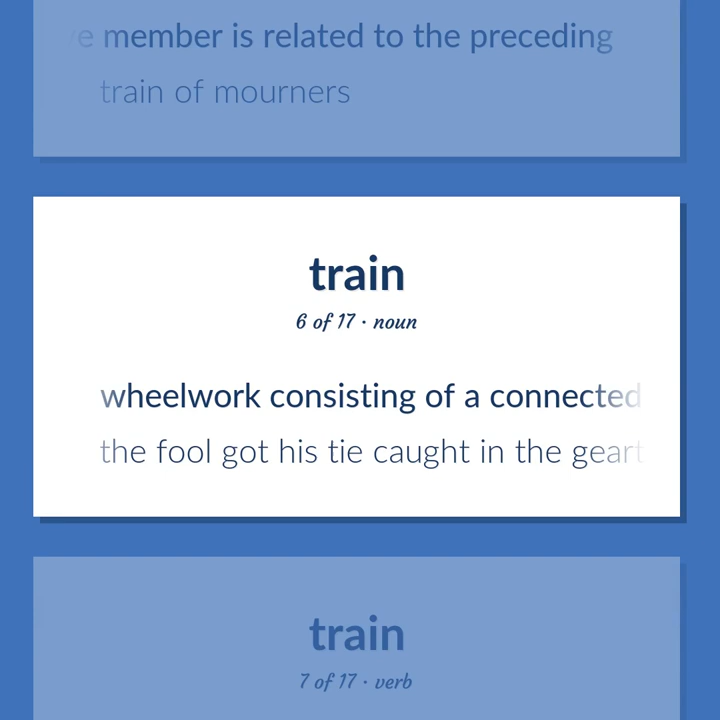 member is related to the preceding
train of mourners
train
6 of 17 · noun
wheelwork consisting of a connected
the fool got his tie caught in the geart
train
7 of 17 · verb